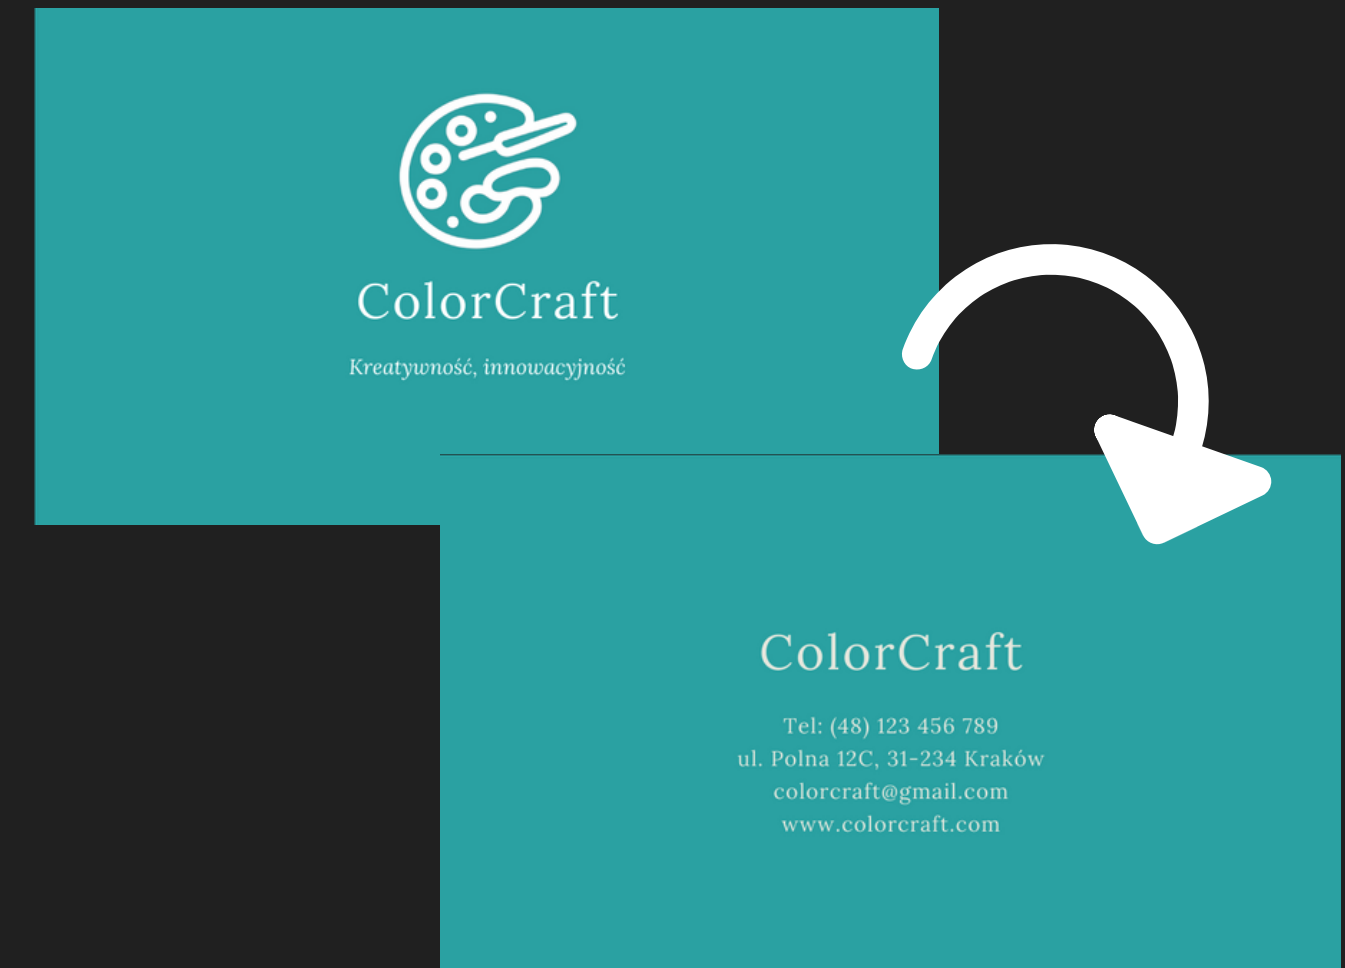 ColorCraft
Kreatywność, innowacyjność
ColorCraft
Tel: (48) 123 456 789
ul. Polna 12C, 31-234 Kraków
colorcraft@gmail.com
www.colorcraft.com